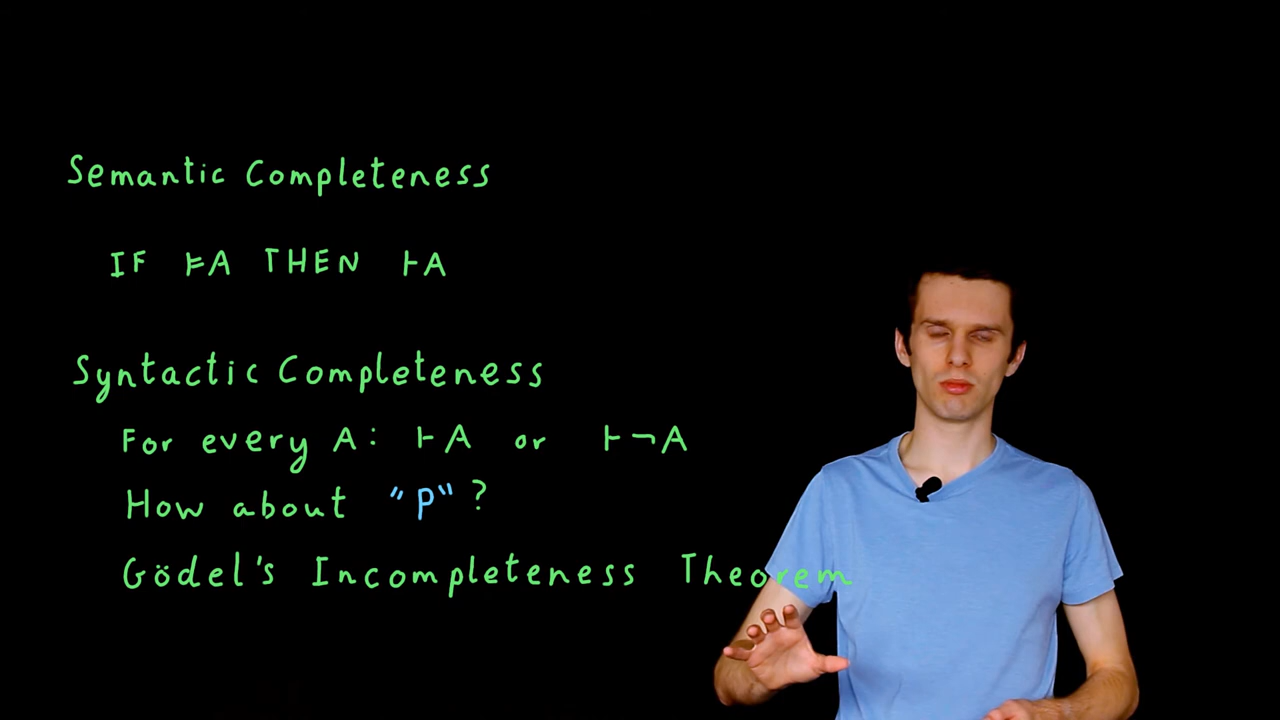 Semantic Completeness
IF ⊨A THEN ⊢A
Syntactic Completeness
For every A: ⊢A or ⊢¬A
How about "p"?
Gödel's Incompleteness Theorem